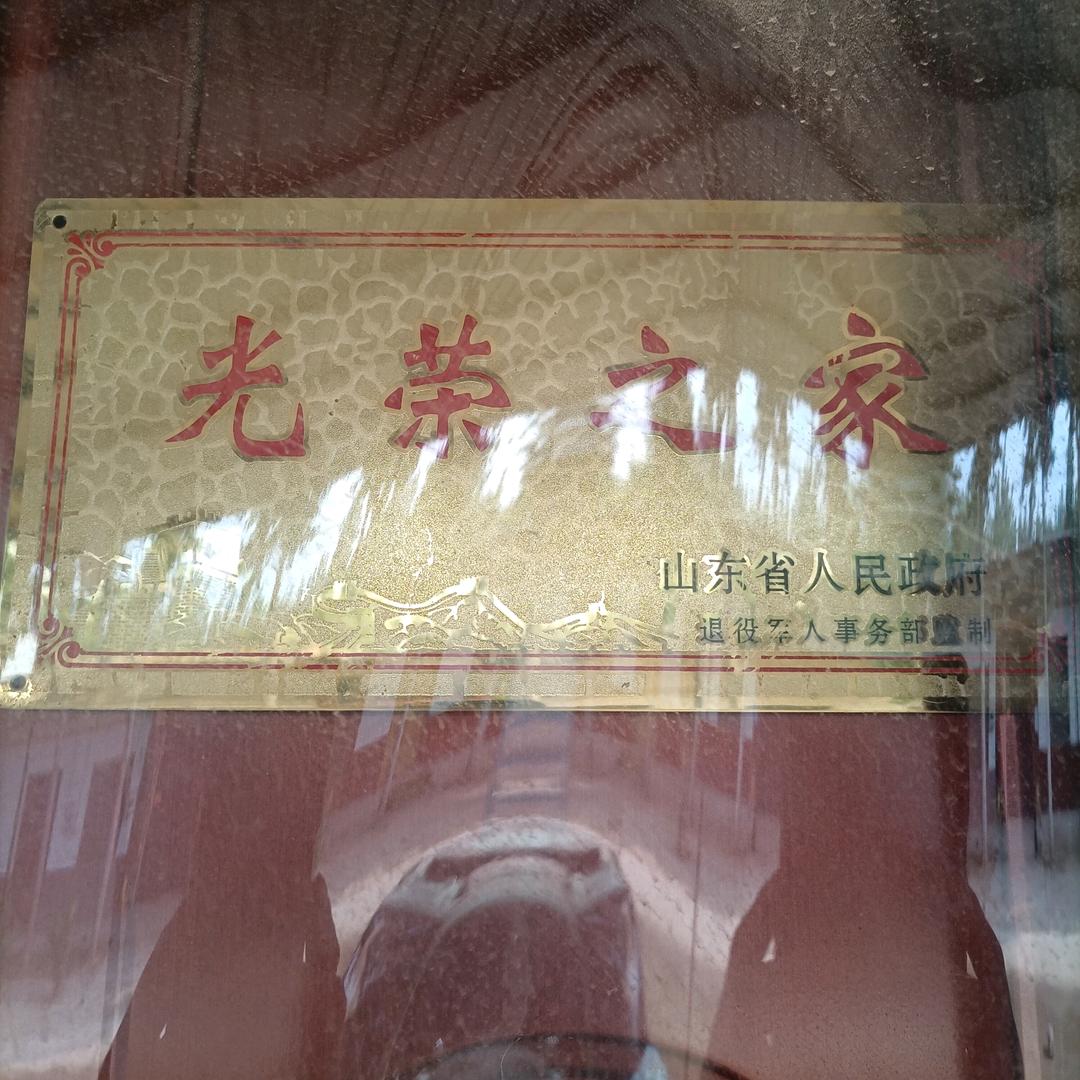 光荣之家
山东省人民政府
退役军人事务部监制